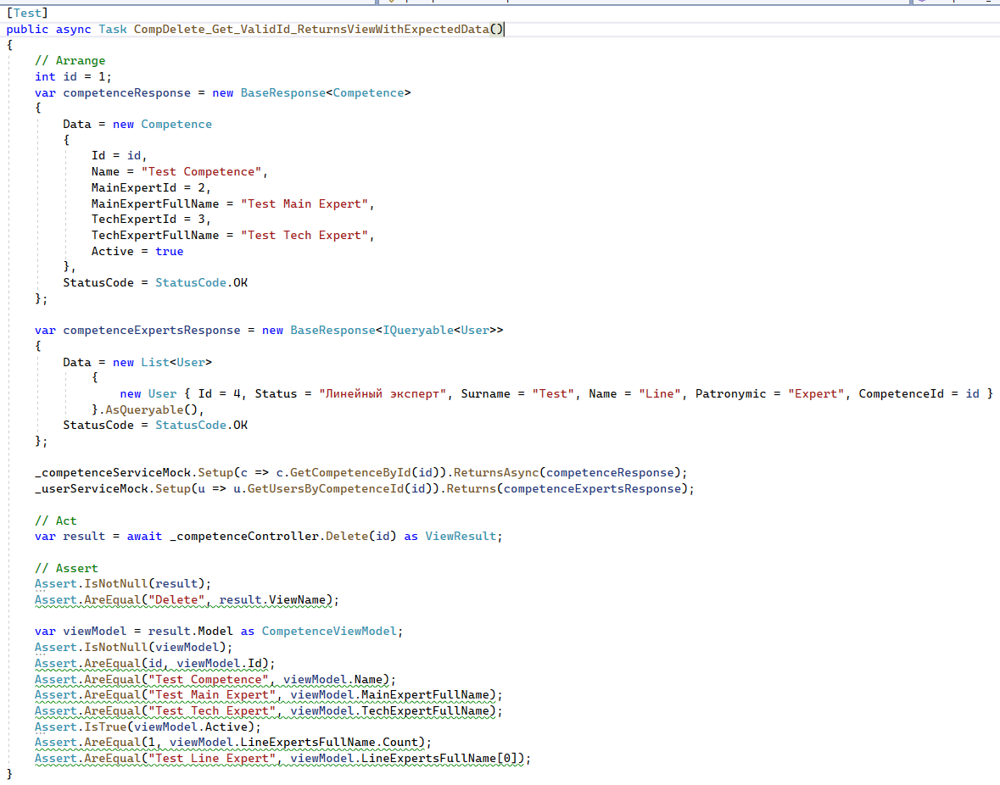 [Test]
public async Task CompDelete_Get_ValidId_ReturnsViewWithExpectedData()
{
    // Arrange
    int id = 1;
    var competenceResponse = new BaseResponse<Competence>
    {
        Data = new Competence
        {
            Id = id,
            Name = "Test Competence",
            MainExpertId = 2,
            MainExpertFullName = "Test Main Expert",
            TechExpertId = 3,
            TechExpertFullName = "Test Tech Expert",
            Active = true
        },
        StatusCode = StatusCode.OK
    };

    var competenceExpertsResponse = new BaseResponse<IQueryable<User>>
    {
        Data = new List<User>
            {
                new User { Id = 4, Status = "Линейный эксперт", Surname = "Test", Name = "Line", Patronymic = "Expert", CompetenceId = id }
            }.AsQueryable(),
        StatusCode = StatusCode.OK
    };

    _competenceServiceMock.Setup(c => c.GetCompetenceById(id)).ReturnsAsync(competenceResponse);
    _userServiceMock.Setup(u => u.GetUsersByCompetenceId(id)).Returns(competenceExpertsResponse);

    // Act
    var result = await _competenceController.Delete(id) as ViewResult;

    // Assert
    Assert.IsNotNull(result);
    Assert.AreEqual("Delete", result.ViewName);

    var viewModel = result.Model as CompetenceViewModel;
    Assert.IsNotNull(viewModel);
    Assert.AreEqual(id, viewModel.Id);
    Assert.AreEqual("Test Competence", viewModel.Name);
    Assert.AreEqual("Test Main Expert", viewModel.MainExpertFullName);
    Assert.AreEqual("Test Tech Expert", viewModel.TechExpertFullName);
    Assert.IsTrue(viewModel.Active);
    Assert.AreEqual(1, viewModel.LineExpertsFullName.Count);
    Assert.AreEqual("Test Line Expert", viewModel.LineExpertsFullName[0]);
}